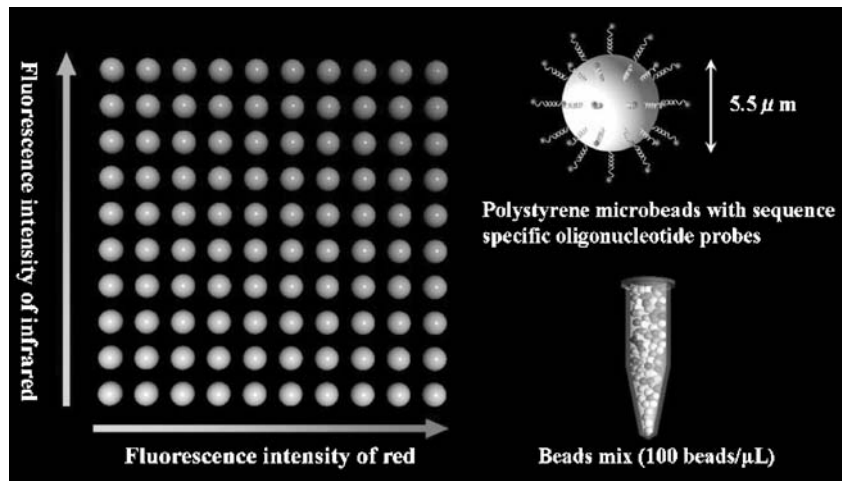 Fluorescence intensity of infrared
Fluorescence intensity of red
5.5 μ m
Polystyrene microbeads with sequence
specific oligonucleotide probes
Beads mix (100 beads/μL)